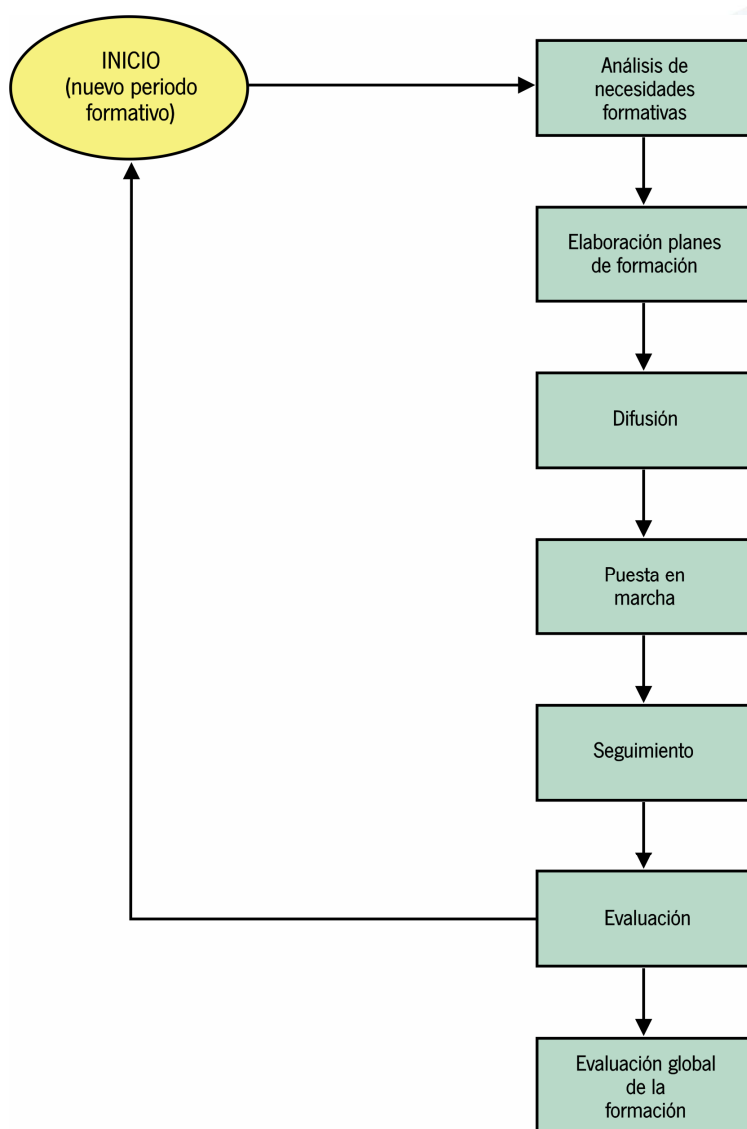 INICIO
(nuevo periodo
formativo)
Análisis de
necesidades
formativas
Elaboración planes
de formación
Difusión
Puesta en
marcha
Seguimiento
Evaluación
Evaluación global
de la
formación